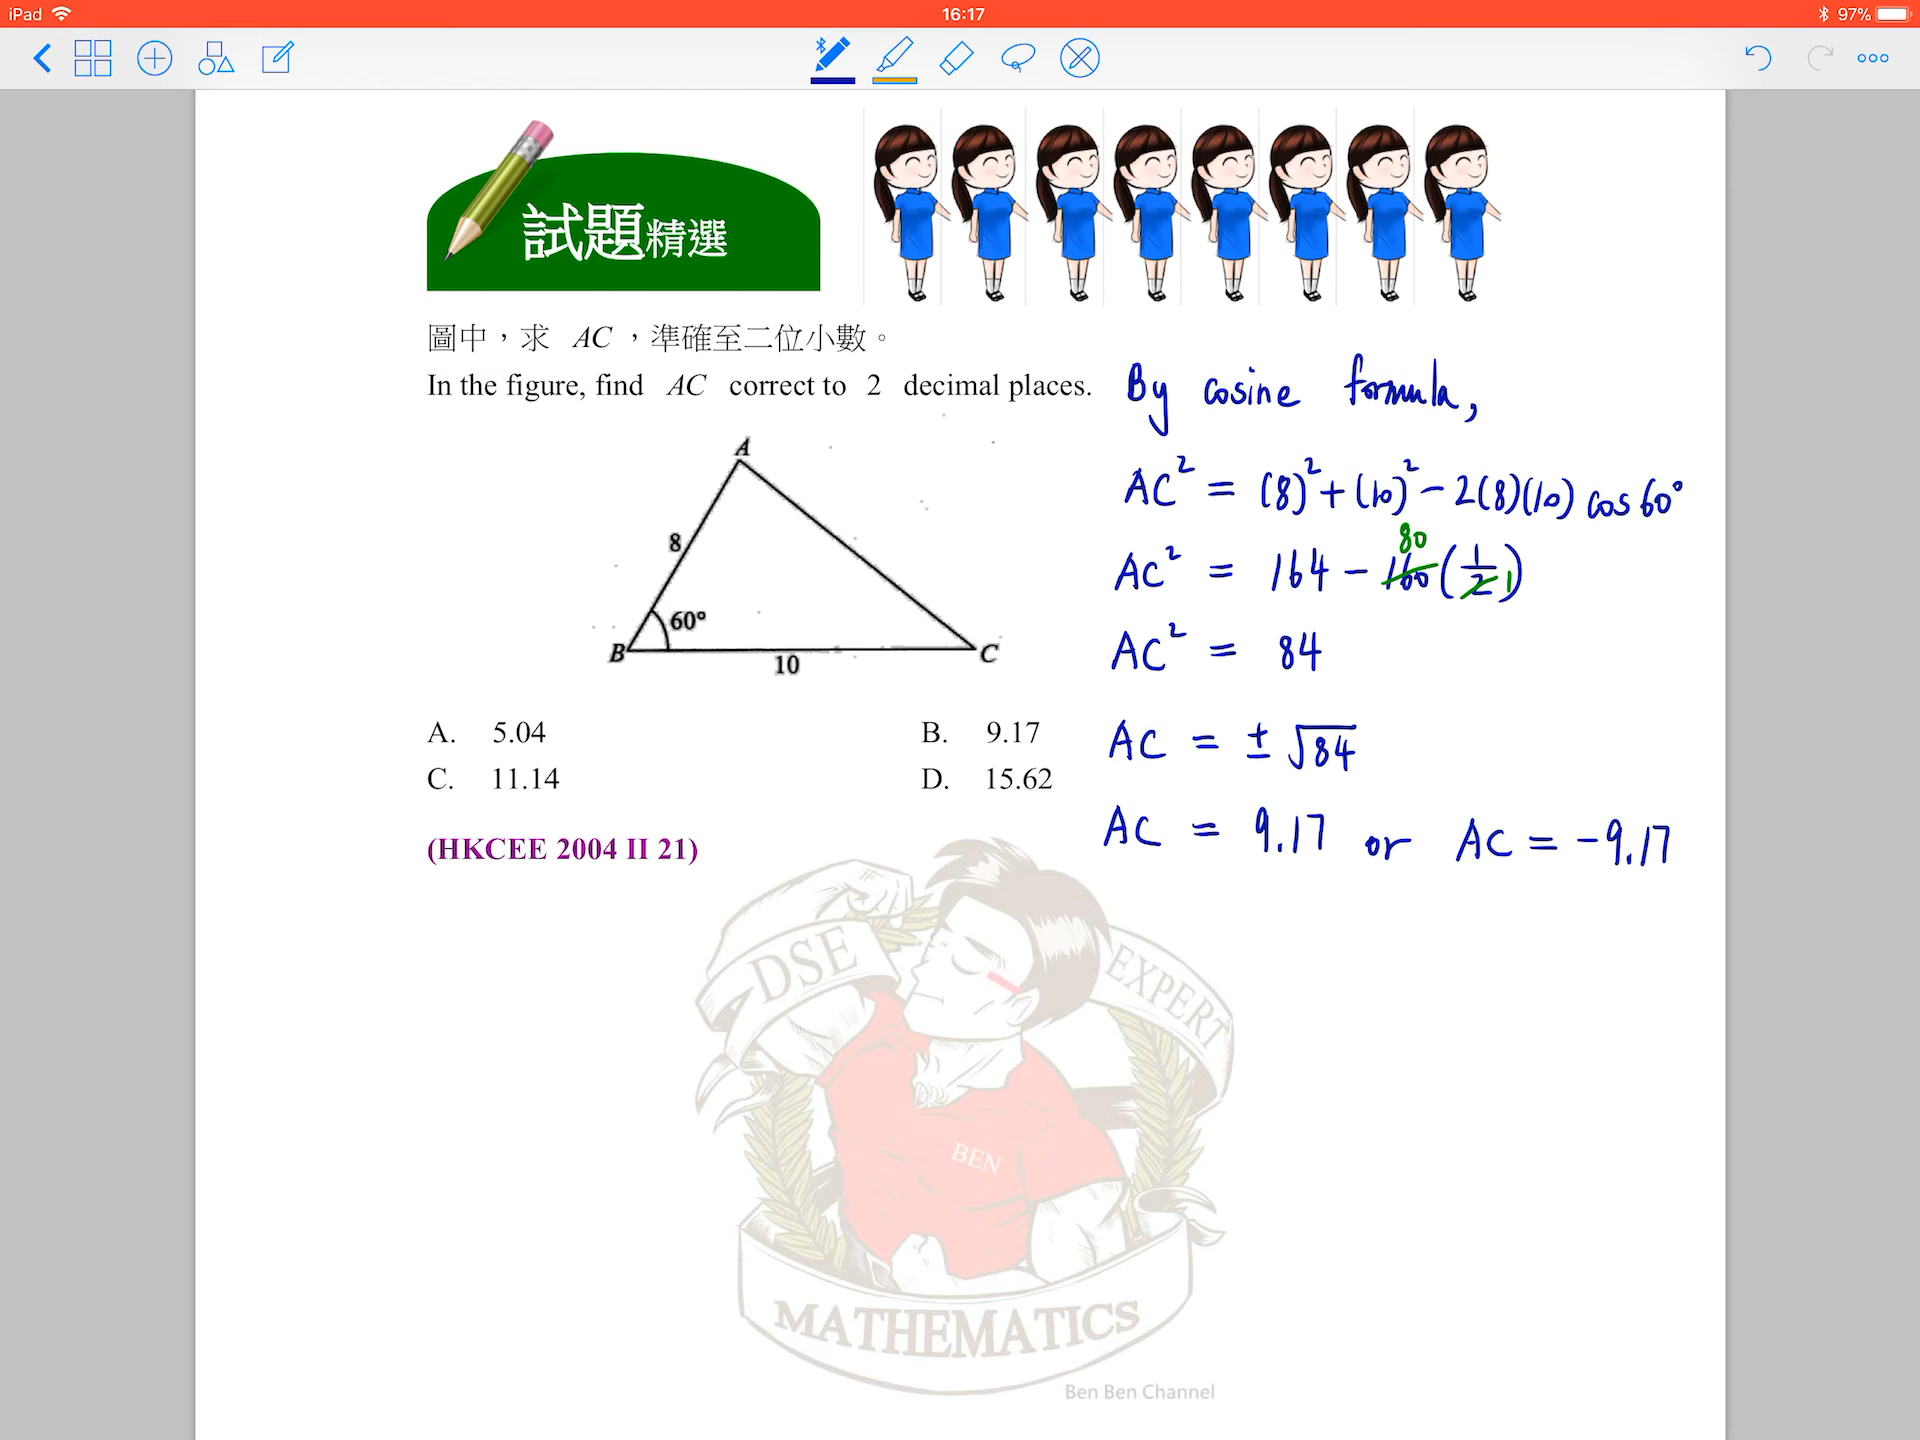 iPad 16:17 97%
試題精選
圖中，求 AC ，準確至二位小數。
In the figure, find AC correct to 2 decimal places.
A
8
60°
B
10
C
A. 5.04 B. 9.17
C. 11.14 D. 15.62
(HKCEE 2004 II 21)
By cosine formula,
AC² = (8)² + (10)² - 2(8)(10) cos 60°
80
AC² = 164 - 160 (1/2) 1
AC² = 84
AC = ± √84
AC = 9.17 or AC = -9.17
DSE EXPERT
BEN
MATHEMATICS
Ben Ben Channel